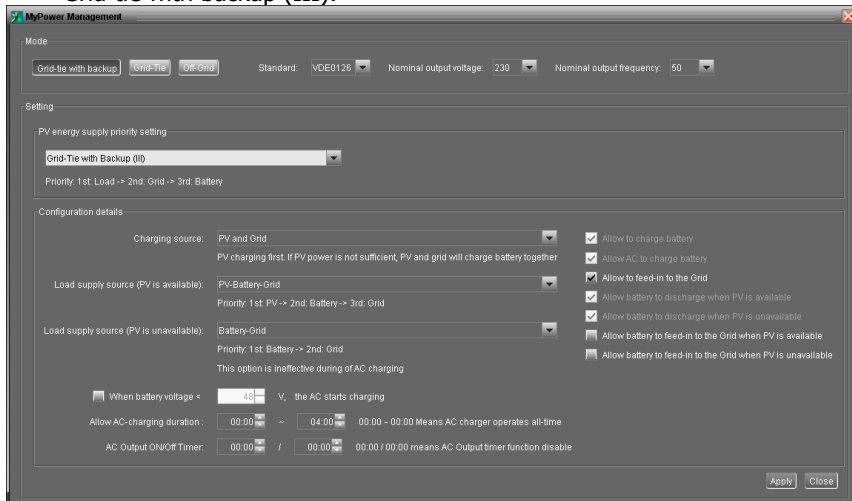 Grid-tie with backup (III):
MyPower Management
Mode
Grid-tie with backup Grid-Tie Off-Grid Standard: VDE0126 Nominal output voltage: 230 Nominal output frequency: 50
Setting
PV energy supply priority setting
Grid-Tie with Backup (III)
Priority: 1st: Load -> 2nd: Grid -> 3rd: Battery
Configuration details
Charging source: PV and Grid
PV charging first. If PV power is not sufficient, PV and grid will charge battery together
Load supply source (PV is available): PV-Battery-Grid
Priority: 1st: PV -> 2nd: Battery -> 3rd: Grid
Load supply source (PV is unavailable): Battery-Grid
Priority: 1st: Battery -> 2nd: Grid
This option is ineffective during of AC charging
Allow to charge battery
Allow AC to charge battery
Allow to feed-in to the Grid
Allow battery to discharge when PV is available
Allow battery to discharge when PV is unavailable
Allow battery to feed-in to the Grid when PV is available
Allow battery to feed-in to the Grid when PV is unavailable
When battery voltage < 48 V, the AC starts charging
Allow AC-charging duration : 00:00 ~ 04:00 00:00 - 00:00 Means AC charger operates all-time
AC Output ON/Off Timer: 00:00 / 00:00 00:00 / 00:00 means AC Output timer function disable
Apply Close